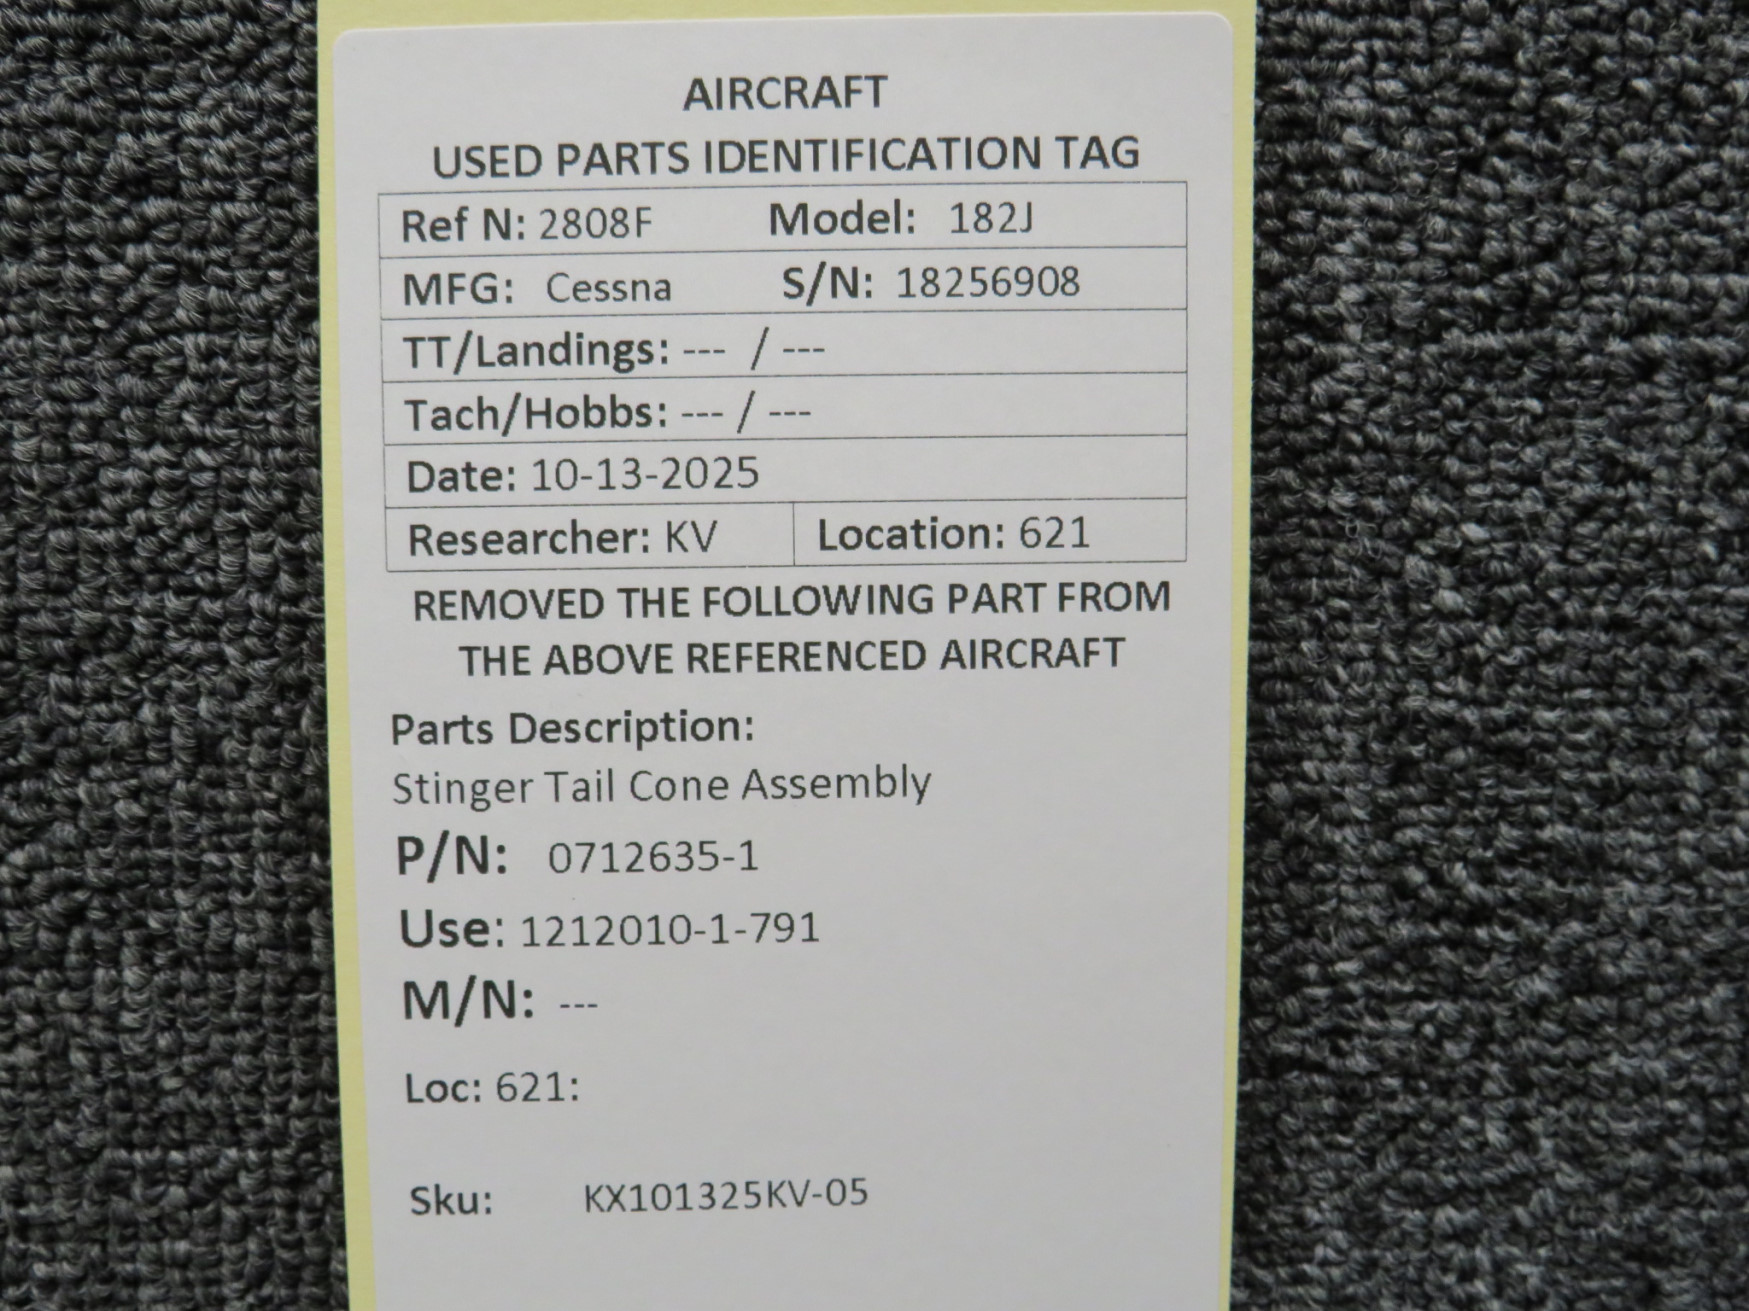 AIRCRAFT
USED PARTS IDENTIFICATION TAG
Ref N: 2808F Model: 182J
MFG: Cessna S/N: 18256908
TT/Landings: --- / ---
Tach/Hobbs: --- / ---
Date: 10-13-2025
Researcher: KV Location: 621
REMOVED THE FOLLOWING PART FROM
THE ABOVE REFERENCED AIRCRAFT
Parts Description:
Stinger Tail Cone Assembly
P/N: 0712635-1
Use: 1212010-1-791
M/N: ---
Loc: 621:
Sku: KX101325KV-05